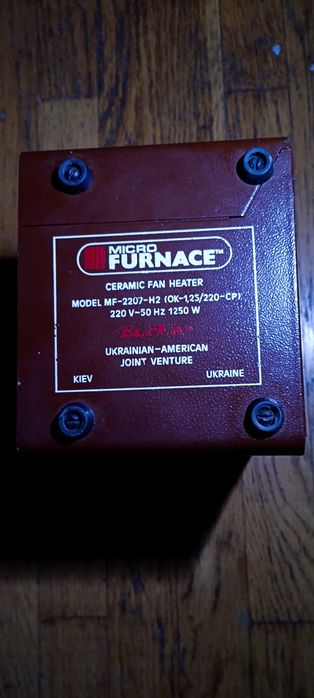 MICRO
FURNACE™
CERAMIC FAN HEATER
MODEL MF-2207-H2 (OK-1,25/220-CP)
220 V~50 Hz 1250 W
UKRAINIAN-AMERICAN
JOINT VENTURE
KIEV UKRAINE